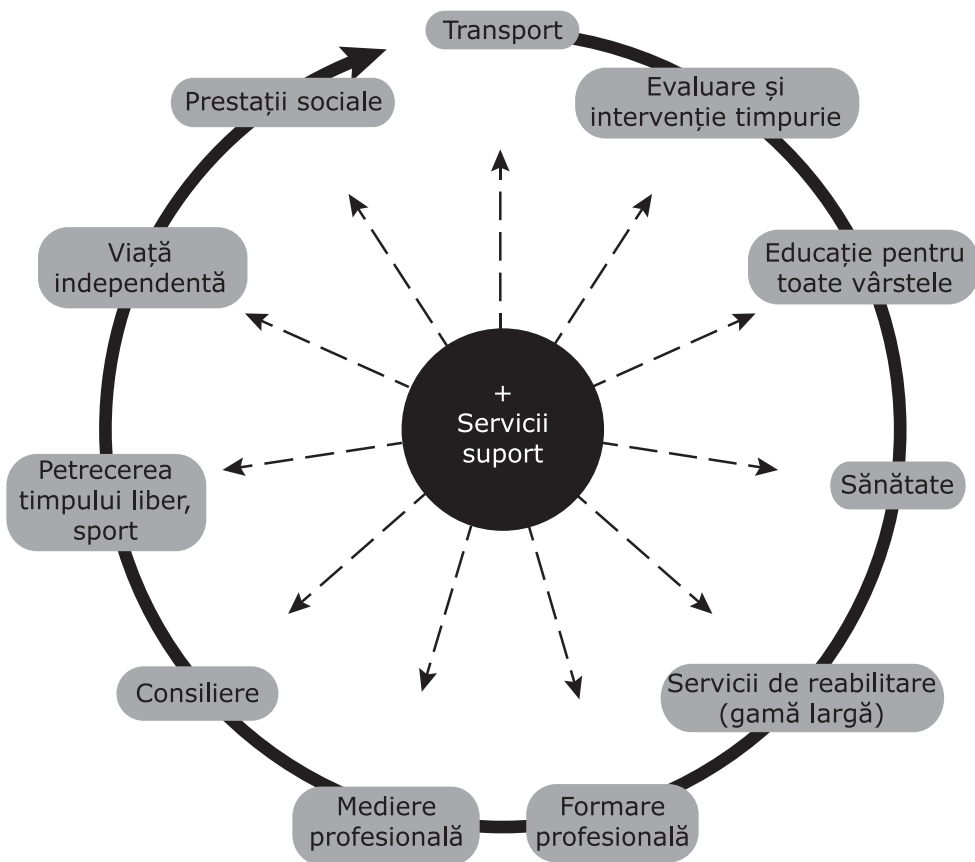 Transport
Evaluare și
intervenție timpurie
Educație pentru
toate vârstele
Sănătate
Servicii de reabilitare
(gamă largă)
Formare
profesională
Mediere
profesională
Consiliere
Petrecerea
timpului liber,
sport
Viață
independentă
Prestații sociale
+
Servicii
suport